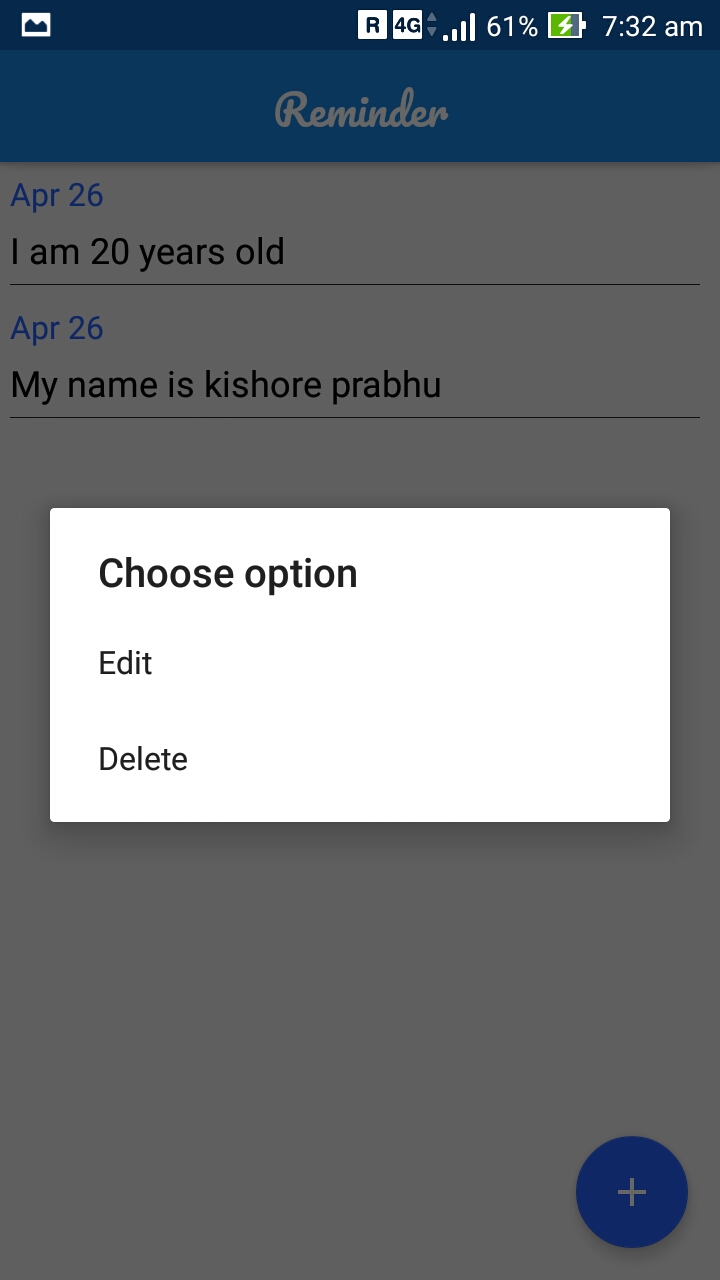 R 4G 61% 7:32 am
Reminder
Apr 26
I am 20 years old
Apr 26
My name is kishore prabhu
Choose option
Edit
Delete
+